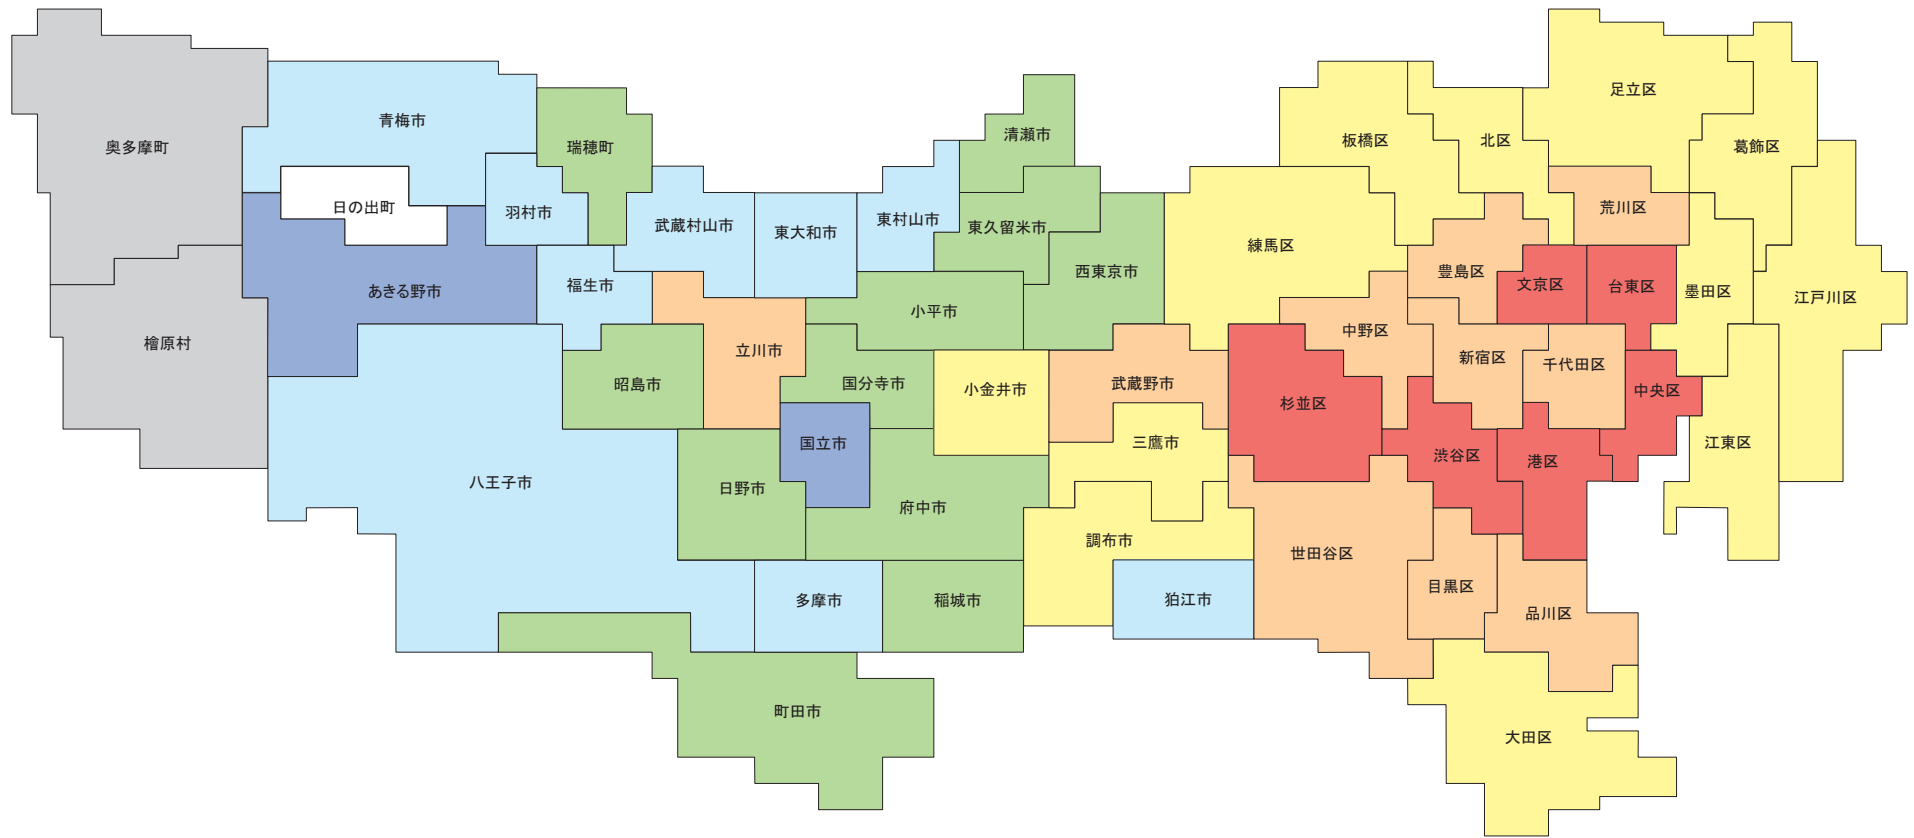 足立区
青梅市
清瀬市
板橋区
北区
奥多摩町
瑞穂町
葛飾区
日の出町
羽村市
武蔵村山市
東大和市
東村山市
東久留米市
荒川区
練馬区
あきる野市
福生市
西東京市
豊島区
文京区
台東区
墨田区
江戸川区
小平市
檜原村
立川市
中野区
新宿区
千代田区
昭島市
国分寺市
小金井市
武蔵野市
杉並区
中央区
国立市
三鷹市
渋谷区
港区
江東区
八王子市
日野市
府中市
調布市
世田谷区
多摩市
稲城市
狛江市
目黒区
品川区
町田市
大田区